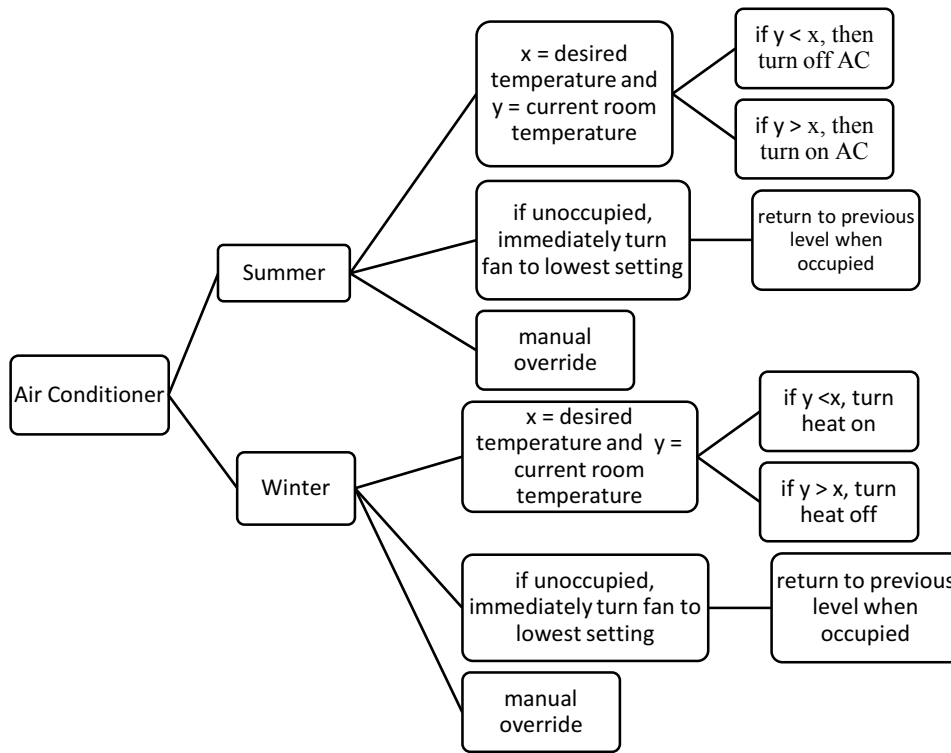 Air Conditioner
Summer
x = desired
temperature and
y = current room
temperature
if y < x, then
turn off AC
if y > x, then
turn on AC
if unoccupied,
immediately turn
fan to lowest setting
return to previous
level when
occupied
manual
override
Winter
x = desired
temperature and y =
current room
temperature
if y <x, turn
heat on
if y > x, turn
heat off
if unoccupied,
immediately turn fan to
lowest setting
return to previous
level when
occupied
manual
override